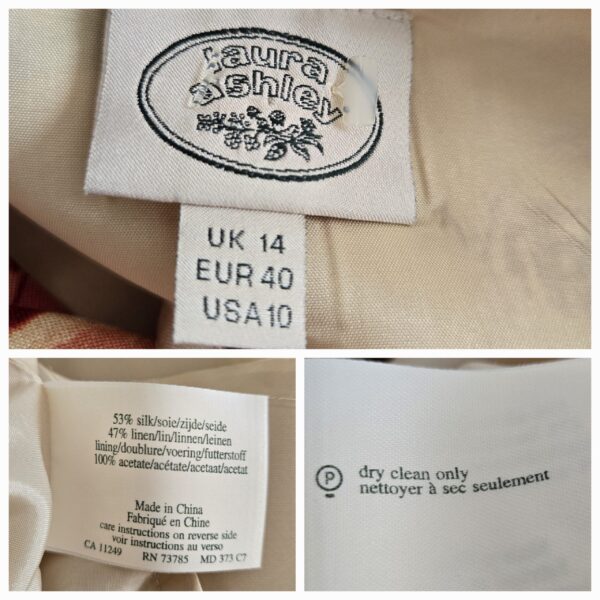 Laura
ashley
UK 14
EUR 40
USA 10
53% silk/soie/zijde/seide
47% linen/lin/linnen/leinen
lining/doublure/voering/futterstoff
100% acetate/acétate/acetaat/acetat
Made in China
Fabriqué en Chine
care instructions on reverse side
voir instructions au verso
CA 11249 RN 73785 MD 373 C7
P dry clean only
nettoyer à sec seulement